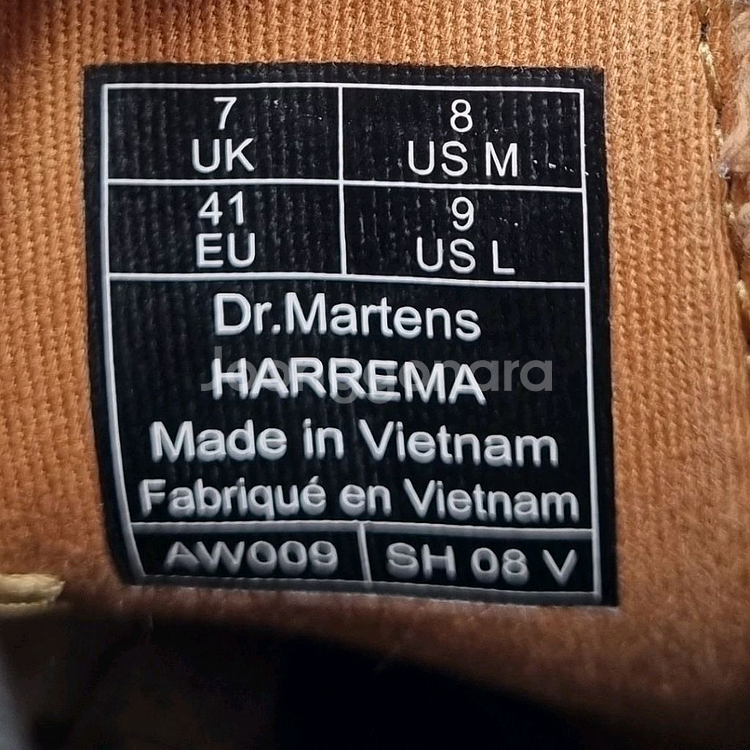 7 UK
8 US M
41 EU
9 US L
Dr.Martens
HARREMA
Made in Vietnam
Fabriqué en Vietnam
AW009
SH 08 V
Joonggonara